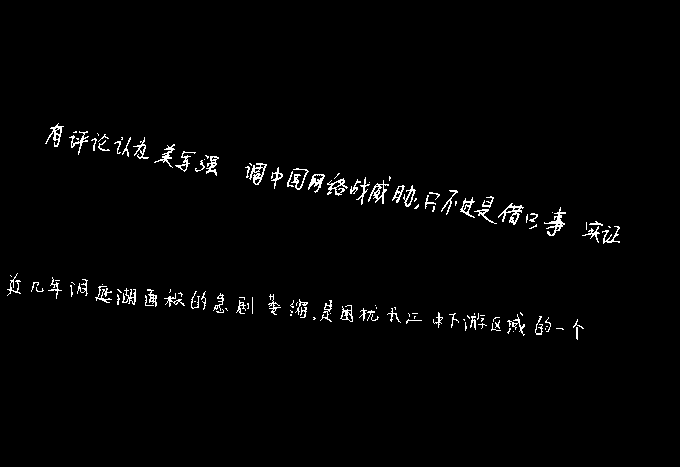 有评论认为美军强 调中国网络战威胁,只不过是借口事 实证
近几年洞庭湖面积的急剧萎缩,是困扰长江中下游区域的一个